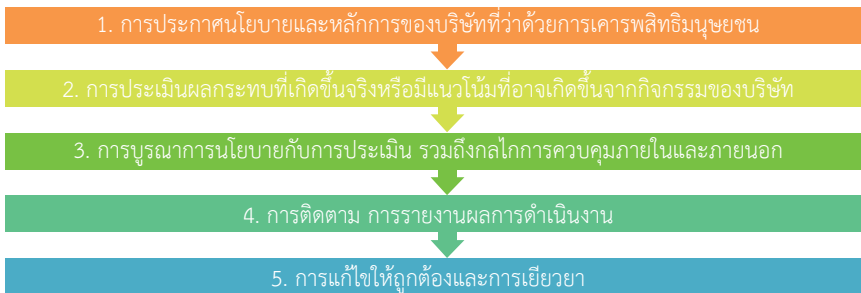 1. การประกาศนโยบายและหลักการของบริษัทที่ว่าด้วยการเคารพสิทธิมนุษยชน
2. การประเมินผลกระทบที่เกิดขึ้นจริงหรือมีแนวโน้มที่อาจเกิดขึ้นจากกิจกรรมของบริษัท
3. การบูรณาการนโยบายกับการประเมิน รวมถึงกลไกการควบคุมภายในและภายนอก
4. การติดตาม การรายงานผลการดำเนินงาน
5. การแก้ไขให้ถูกต้องและการเยียวยา